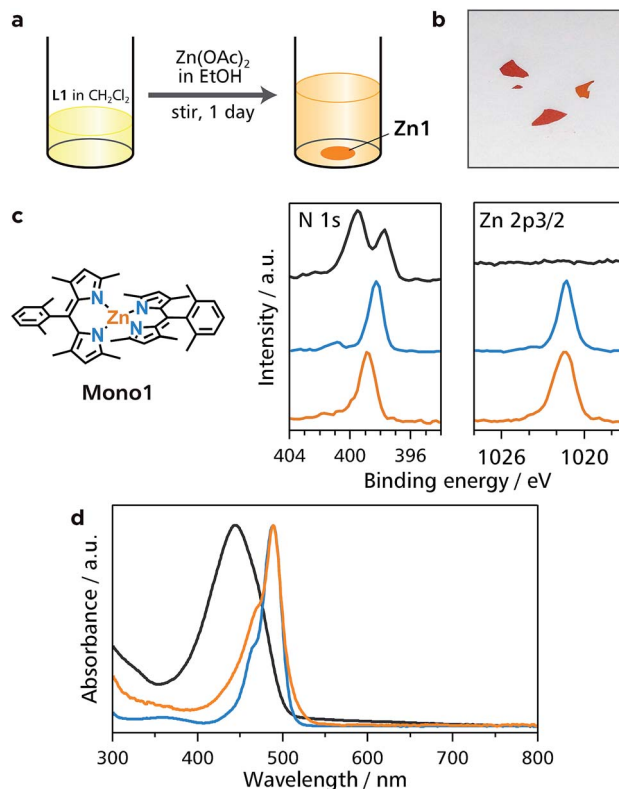 a
L1 in CH2Cl2
Zn(OAc)2
in EtOH
stir, 1 day
Zn1
b
c
N
N
Zn
N
N
Mono1
N 1s
Zn 2p3/2
Intensity / a.u.
404 400 396
1026 1020
Binding energy / eV
d
Absorbance / a.u.
300 400 500 600 700 800
Wavelength / nm